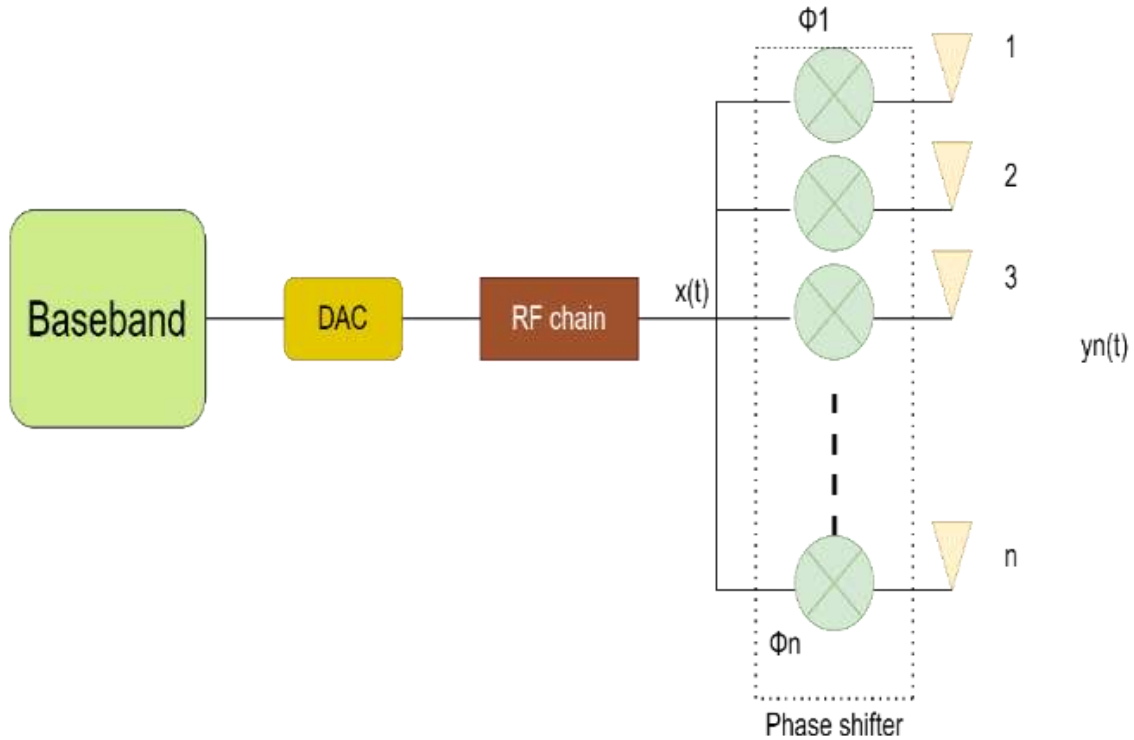 Φ1
1
2
3
Baseband
DAC
RF chain
x(t)
yn(t)
n
Φn
Phase shifter